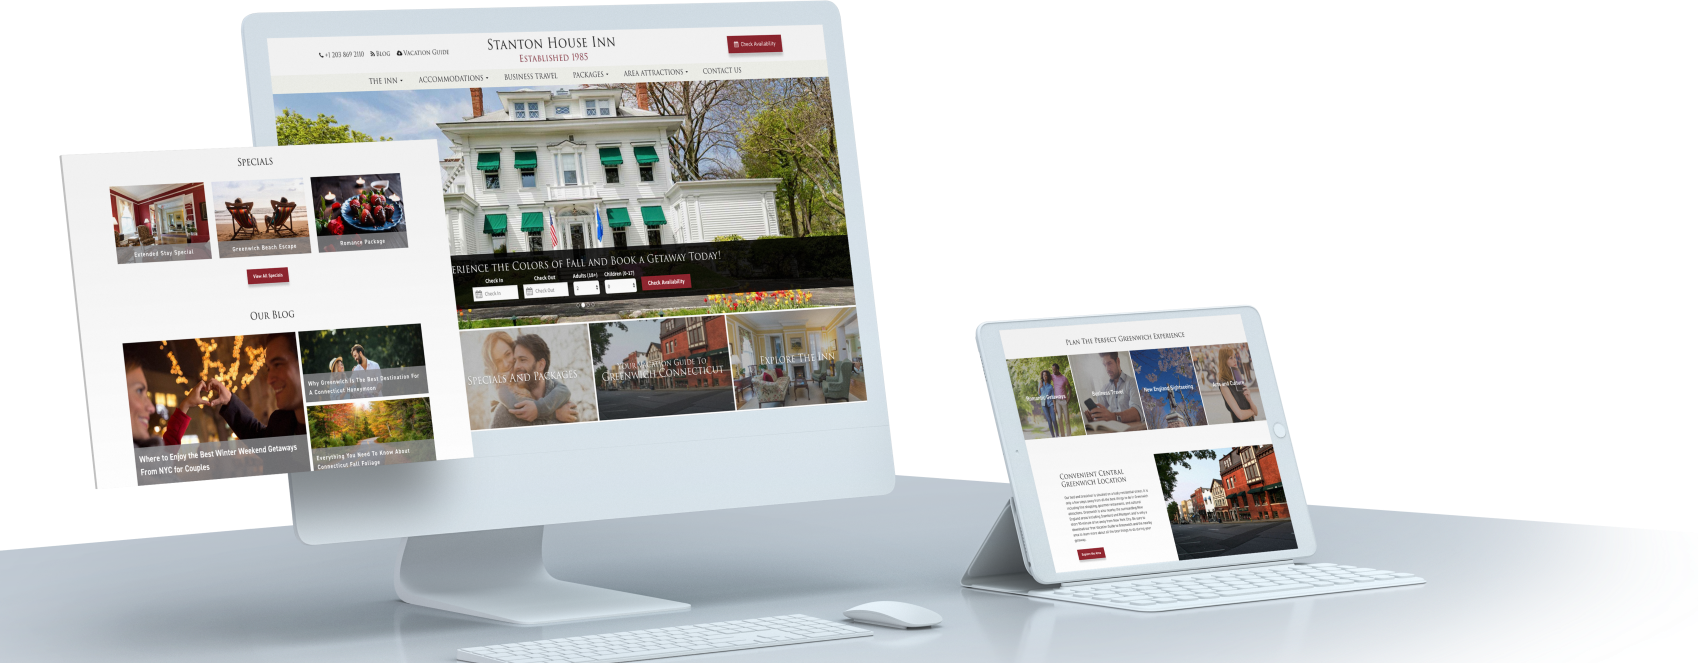 +1 203 869 2110 Blog Vacation Guide
Stanton House Inn
Established 1985
Check Availability
THE INN ACCOMMODATIONS BUSINESS TRAVEL PACKAGES AREA ATTRACTIONS CONTACT US
erience the Colors of Fall and Book a Getaway Today!
Check In Check Out Adults (18+) Children (0-17)
Check In Check Out Check Availability
Specials And Packages
Your Vacation Guide To
Greenwich Connecticut
Explore The Inn
Specials
Extended Stay Special
Greenwich Beach Escape
Romance Package
View All Specials
Our Blog
Where to Enjoy the Best Winter Weekend Getaways
From NYC for Couples
Why Greenwich Is The Best Destination For
A Connecticut Honeymoon
Everything You Need To Know About
Connecticut Fall Foliage
Plan The Perfect Greenwich Experience
Romantic Getaways
Business Travel
New England Sightseeing
Arts and Culture
Convenient Central
Greenwich Location